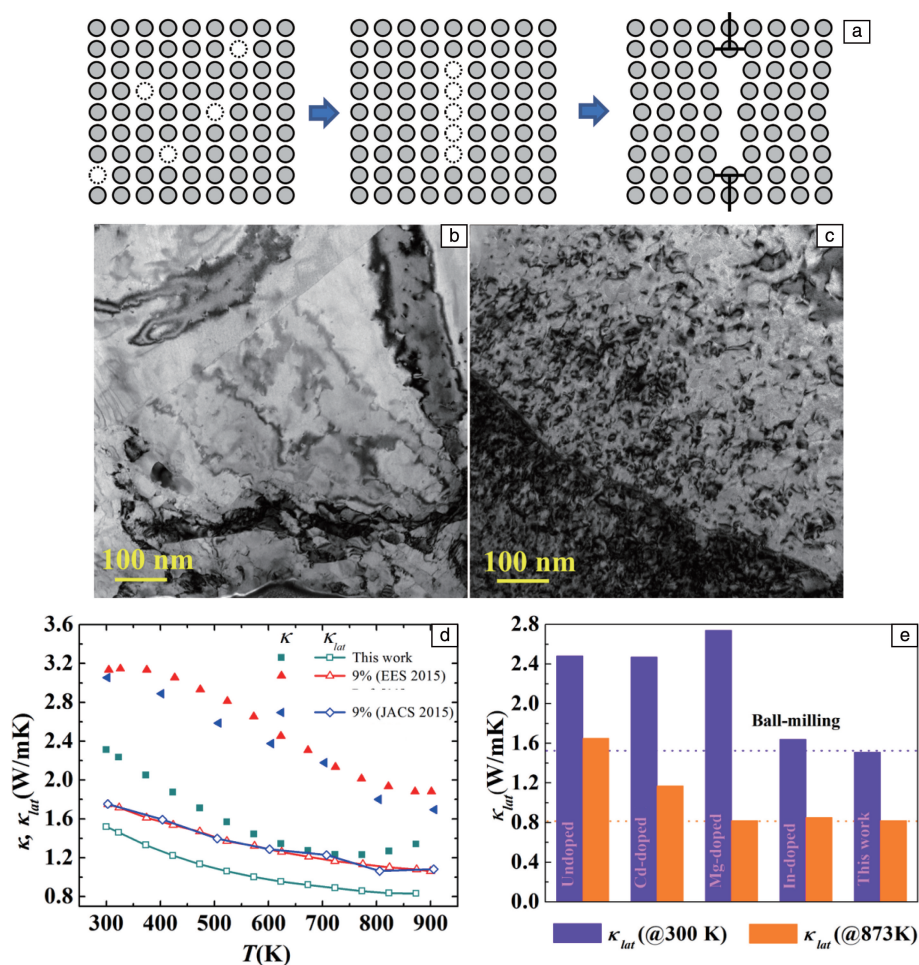 a
b
c
100 nm
100 nm
d
κ
κlat
This work
9% (EES 2015)
9% (JACS 2015)
3.6
3.2
2.8
2.4
2.0
1.6
1.2
0.8
κ, κlat(W/mK)
300
400
500
600
700
800
900
T(K)
e
2.8
2.4
2.0
1.6
1.2
0.8
0.4
0.0
κlat(W/mK)
Ball-milling
Undoped
Cd-doped
Mg-doped
In-doped
This work
κlat (@300 K)
κlat (@873K)